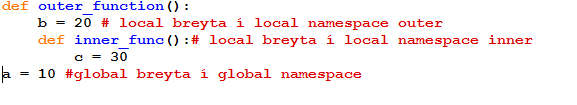 def outer_function():
    b = 20 # local breyta í local namespace outer
    def inner_func():# local breyta í local namespace inner
        c = 30
a = 10 #global breyta í global namespace